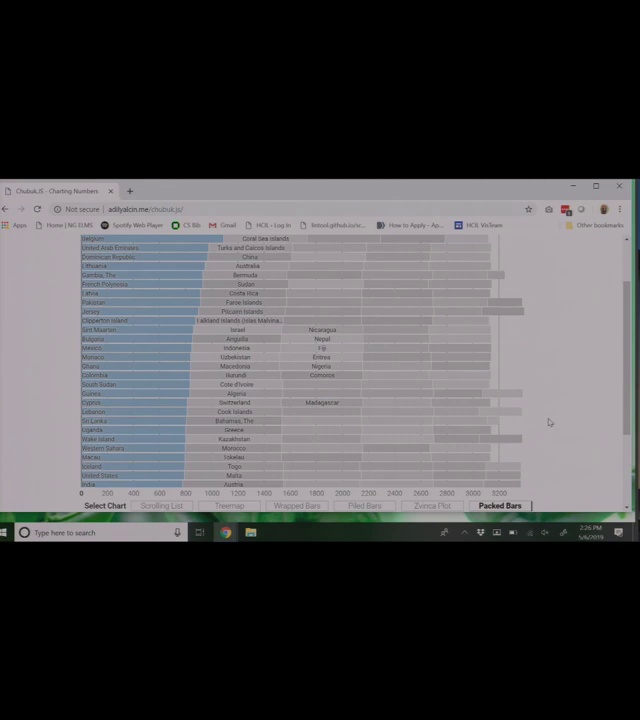 Chubuk.JS - Charting Numbers
Not secure | adilyalcin.me/chubuk.js/
Apps Home | NG ELMS Spotify Web Player CS Bib Gmail HCIL - Log In How to Apply - Ap... HCIL VisTown Other bookmarks
Belgium Coral Sea Islands
United Arab Emirates Turks and Caicos Islands
Dominican Republic China
Lithuania Australia
Gambia, The Bermuda
French Polynesia Sudan
Latvia Costa Rica
Pakistan Faroe Islands
Jersey Pitcairn Islands
Clipperton Island Falkland Islands (Islas Malvina..
Sint Maarten Israel Nicaragua
Bulgaria Anguilla Nepal
Mexico Indonesia Fiji
Monaco Uzbekistan Eritrea
Ghana Macedonia Nigeria
Colombia Burundi Comoros
South Sudan Cote d'Ivoire
Guinea Algeria
Cyprus Switzerland Madagascar
Lebanon Cook Islands
Sri Lanka Bahamas, The
Uganda Greece
Wake Island Kazakhstan
Western Sahara Morocco
Macau Tokelau
Iceland Togo
United States Malta
India Austria
0 200 400 600 800 1000 1200 1400 1600 1800 2000 2200 2400 2600 2800 3000 3200
Select Chart Scrolling List Treemap Wrapped Bars Piled Bars Zvinca Plot Packed Bars
Type here to search
2:26 PM
5/6/2019